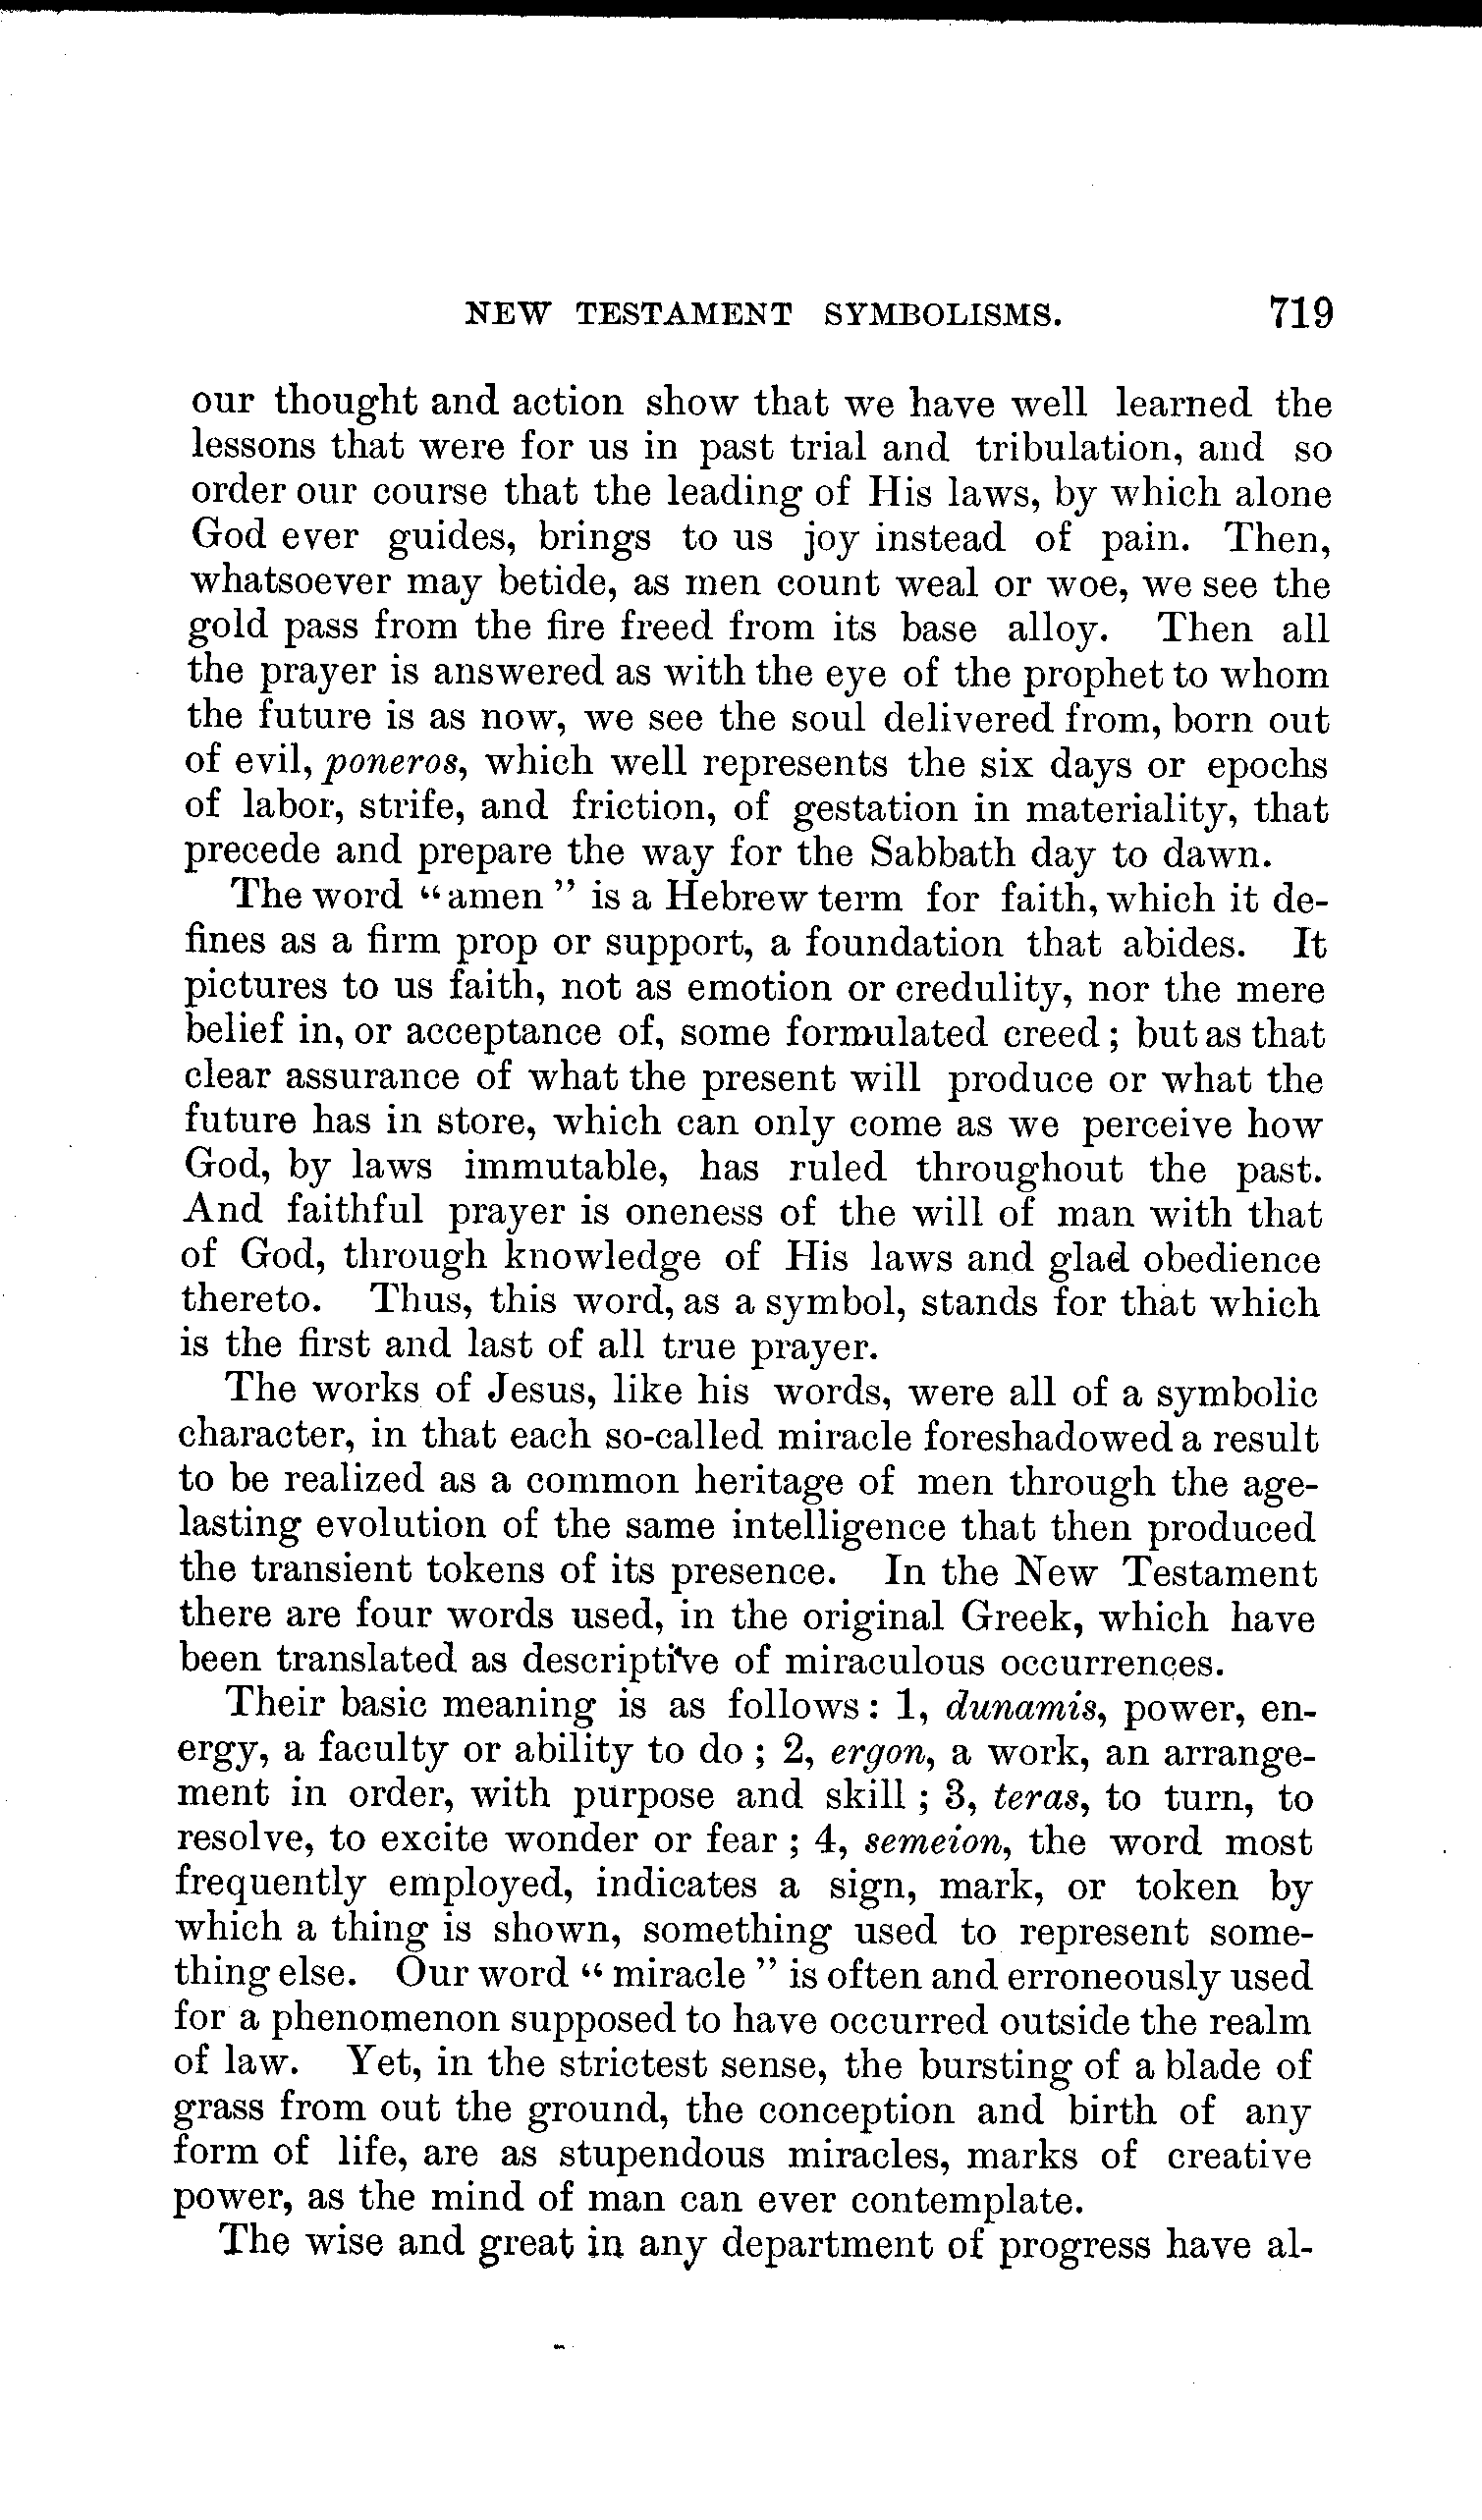 NEW TESTAMENT SYMBOLISMS. 719
our thought and action show that we have well learned the
lessons that were for us in past trial and tribulation, and so
order our course that the leading of His laws, by which alone
God ever guides, brings to us joy instead of pain. Then,
whatsoever may betide, as men count weal or woe, we see the
gold pass from the fire freed from its base alloy. Then all
the prayer is answered as with the eye of the prophet to whom
the future is as now, we see the soul delivered from, born out
of evil, poneros, which well represents the six days or epochs
of labor, strife, and friction, of gestation in materiality, that
precede and prepare the way for the Sabbath day to dawn.
The word “amen” is a Hebrew term for faith, which it de-
fines as a firm prop or support, a foundation that abides. It
pictures to us faith, not as emotion or credulity, nor the mere
belief in, or acceptance of, some formulated creed; but as that
clear assurance of what the present will produce or what the
future has in store, which can only come as we perceive how
God, by laws immutable, has ruled throughout the past.
And faithful prayer is oneness of the will of man with that
of God, through knowledge of His laws and glad obedience
thereto. Thus, this word, as a symbol, stands for that which
is the first and last of all true prayer.
The works of Jesus, like his words, were all of a symbolic
character, in that each so-called miracle foreshadowed a result
to be realized as a common heritage of men through the age-
lasting evolution of the same intelligence that then produced
the transient tokens of its presence. In the New Testament
there are four words used, in the original Greek, which have
been translated as descriptive of miraculous occurrences.
Their basic meaning is as follows: 1, dunamis, power, en-
ergy, a faculty or ability to do; 2, ergon, a work, an arrange-
ment in order, with purpose and skill; 3, teras, to turn, to
resolve, to excite wonder or fear; 4, semeion, the word most
frequently employed, indicates a sign, mark, or token by
which a thing is shown, something used to represent some-
thing else. Our word “miracle” is often and erroneously used
for a phenomenon supposed to have occurred outside the realm
of law. Yet, in the strictest sense, the bursting of a blade of
grass from out the ground, the conception and birth of any
form of life, are as stupendous miracles, marks of creative
power, as the mind of man can ever contemplate.
The wise and great in any department of progress have al-